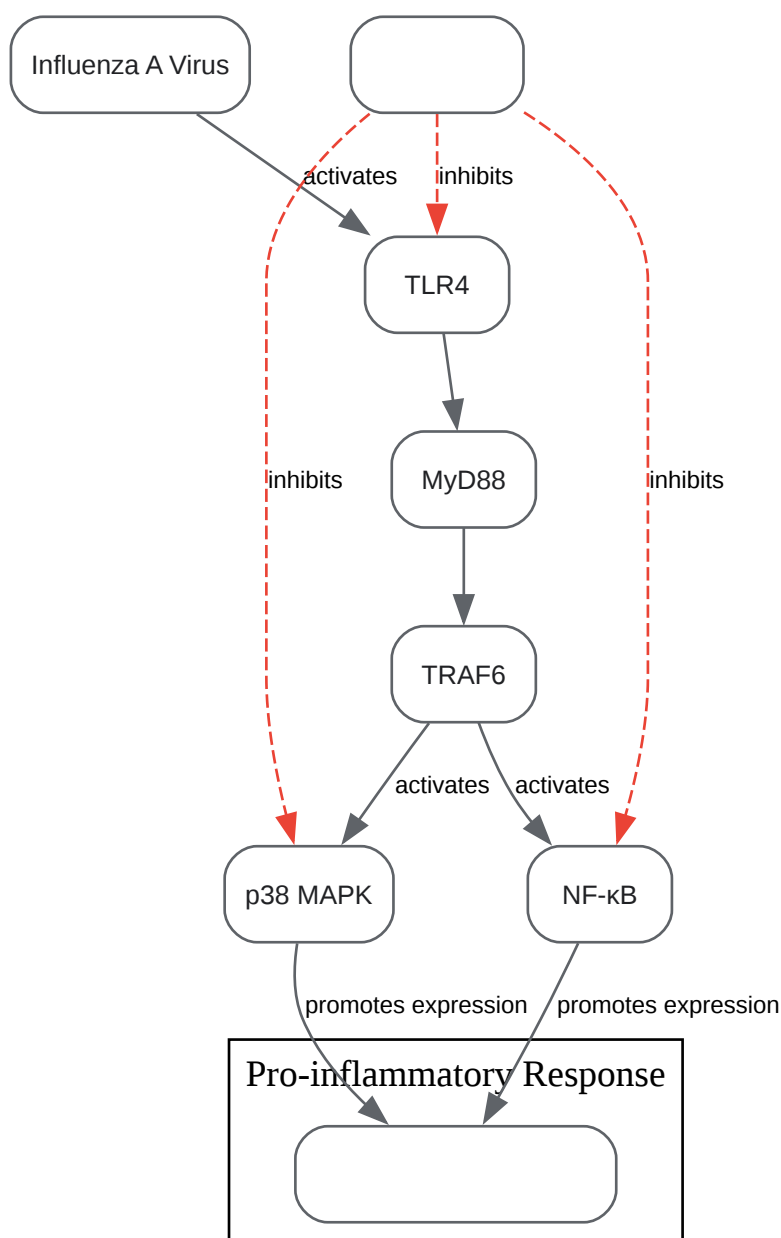 Influenza A Virus
activates
inhibits
TLR4
inhibits
MyD88
inhibits
TRAF6
activates
activates
p38 MAPK
NF-κB
promotes expression
promotes expression
Pro-inflammatory Response